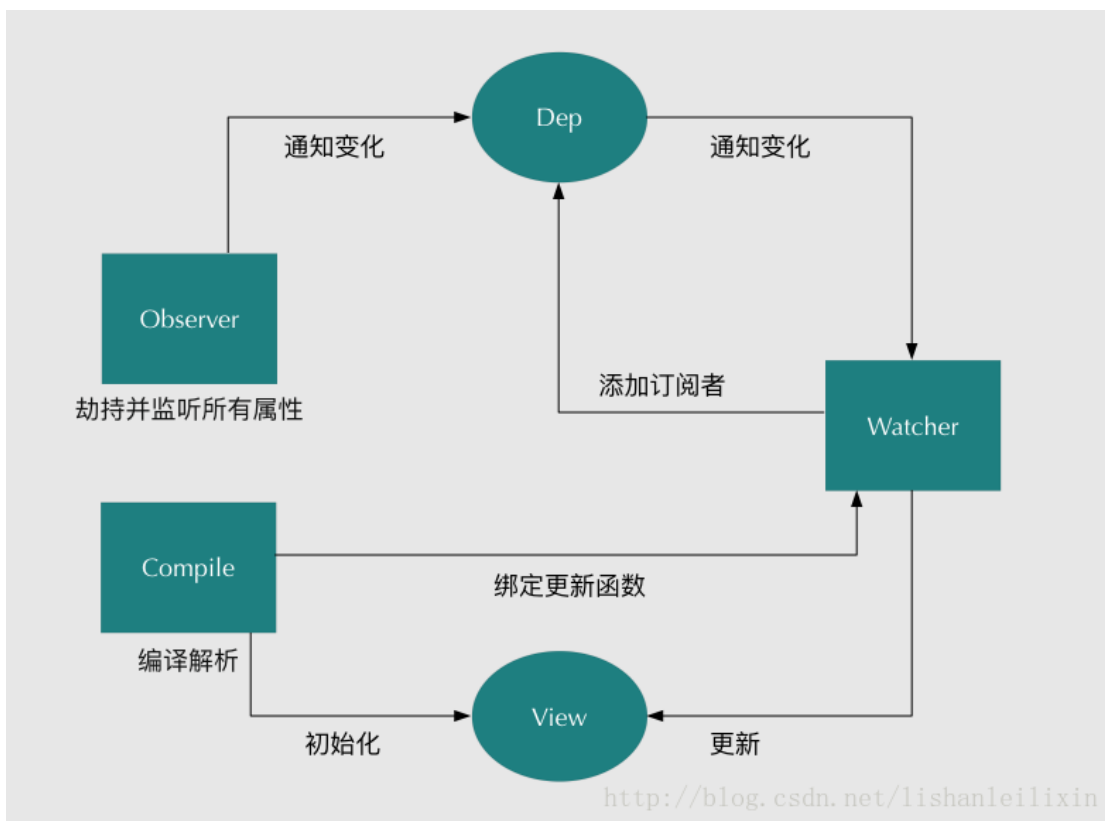 Dep
通知变化
通知变化
Observer
劫持并监听所有属性
添加订阅者
Watcher
Compile
绑定更新函数
编译解析
View
初始化
更新
http://blog.csdn.net/lishanleilixin